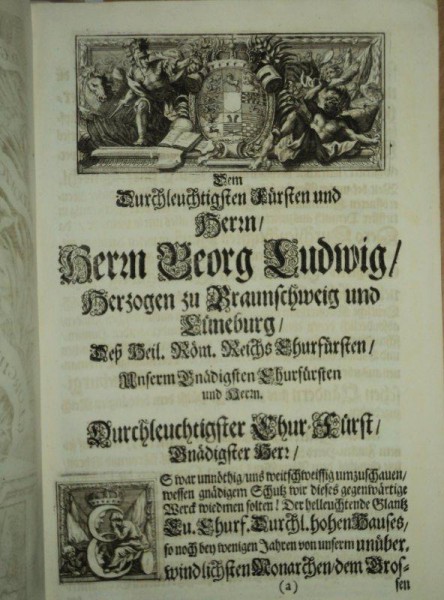 Dem
Durchleuchtigsten Fürsten und
Herrn/
Herrn Georg Ludwig/
Herzogen zu Braunschweig und
Lüneburg/
Deß Heil. Röm. Reichs Churfürsten/
Unserm Gnädigsten Churfürsten
und Herrn.
Durchleuchtigster Chur-Fürst/
Gnädigster Herr/
ES war unnöthig uns weitschweiffig umzuschauen/
wessen gnädigem Schutz wir dieses gegenwärtige
Werck wiedmen solten! Der helleuchtende Glantz
Eu. Churf. Durchl. hohen Hauses/
so noch bey wenigen Jahren von unserm unüber-
windlichsten Monarchen/dem Gros-
(a)
sen